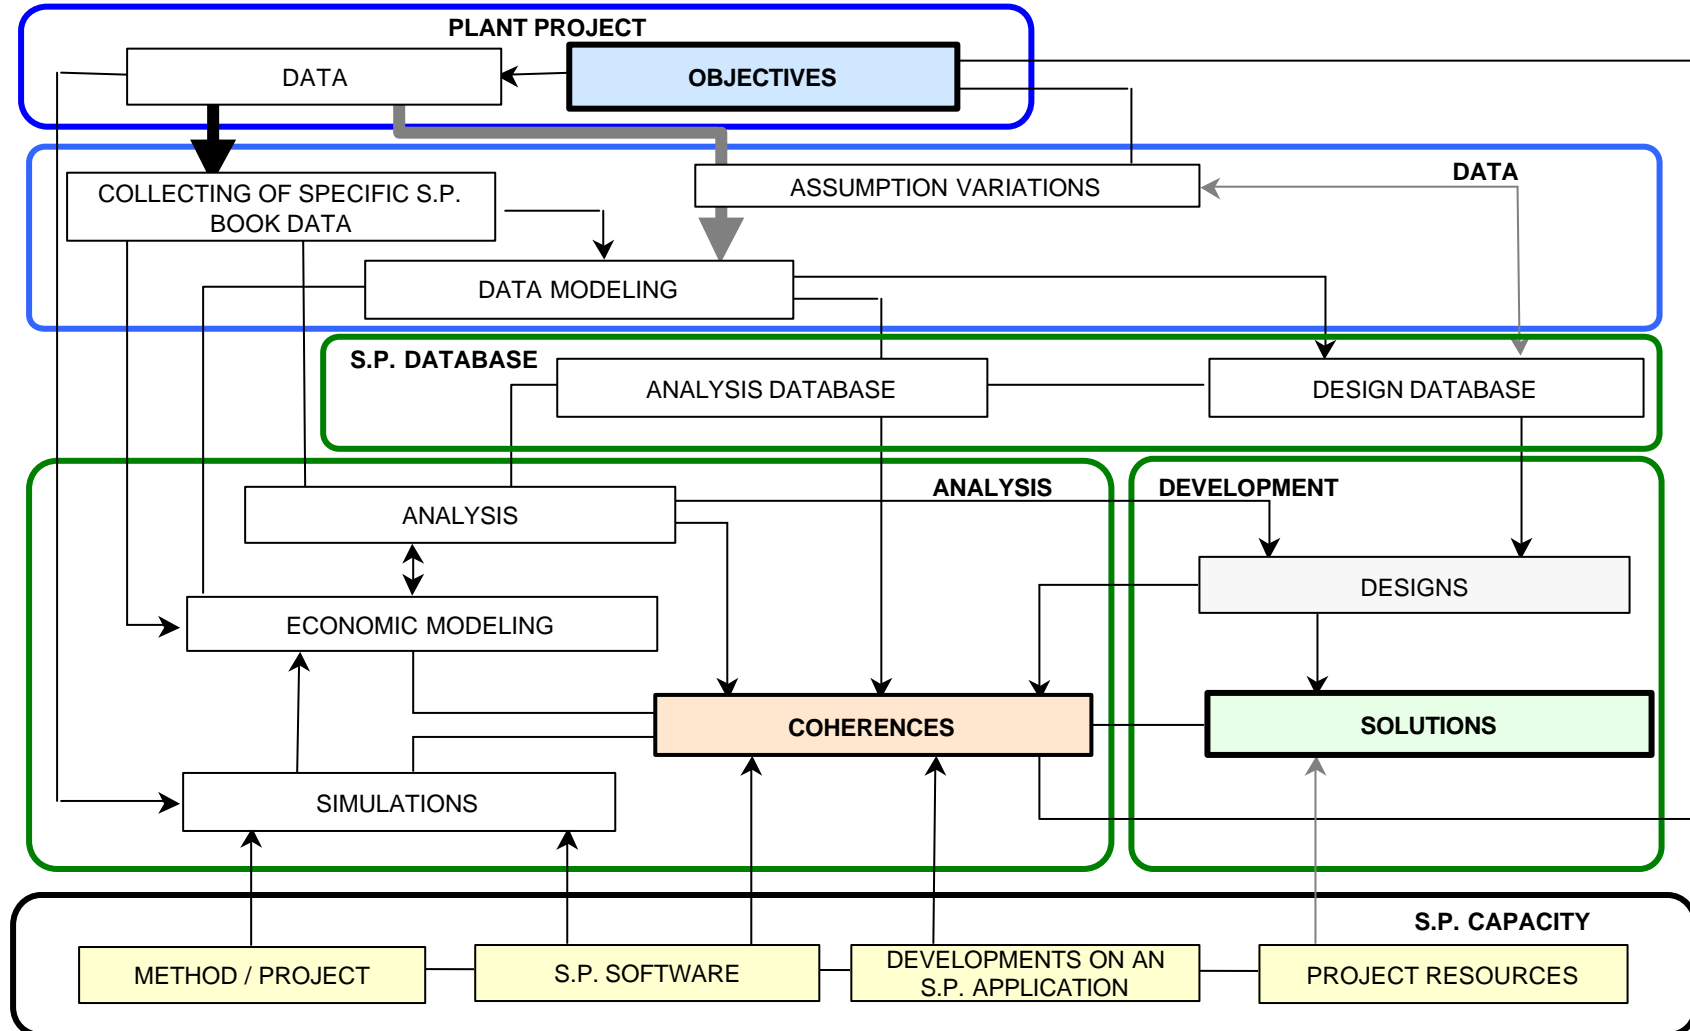 PLANT PROJECT
DATA
OBJECTIVES
COLLECTING OF SPECIFIC S.P.
BOOK DATA
ASSUMPTION VARIATIONS
DATA
DATA MODELING
S.P. DATABASE
ANALYSIS DATABASE
DESIGN DATABASE
ANALYSIS
DEVELOPMENT
ANALYSIS
DESIGNS
ECONOMIC MODELING
COHERENCES
SOLUTIONS
SIMULATIONS
S.P. CAPACITY
METHOD / PROJECT
S.P. SOFTWARE
DEVELOPMENTS ON AN
S.P. APPLICATION
PROJECT RESOURCES